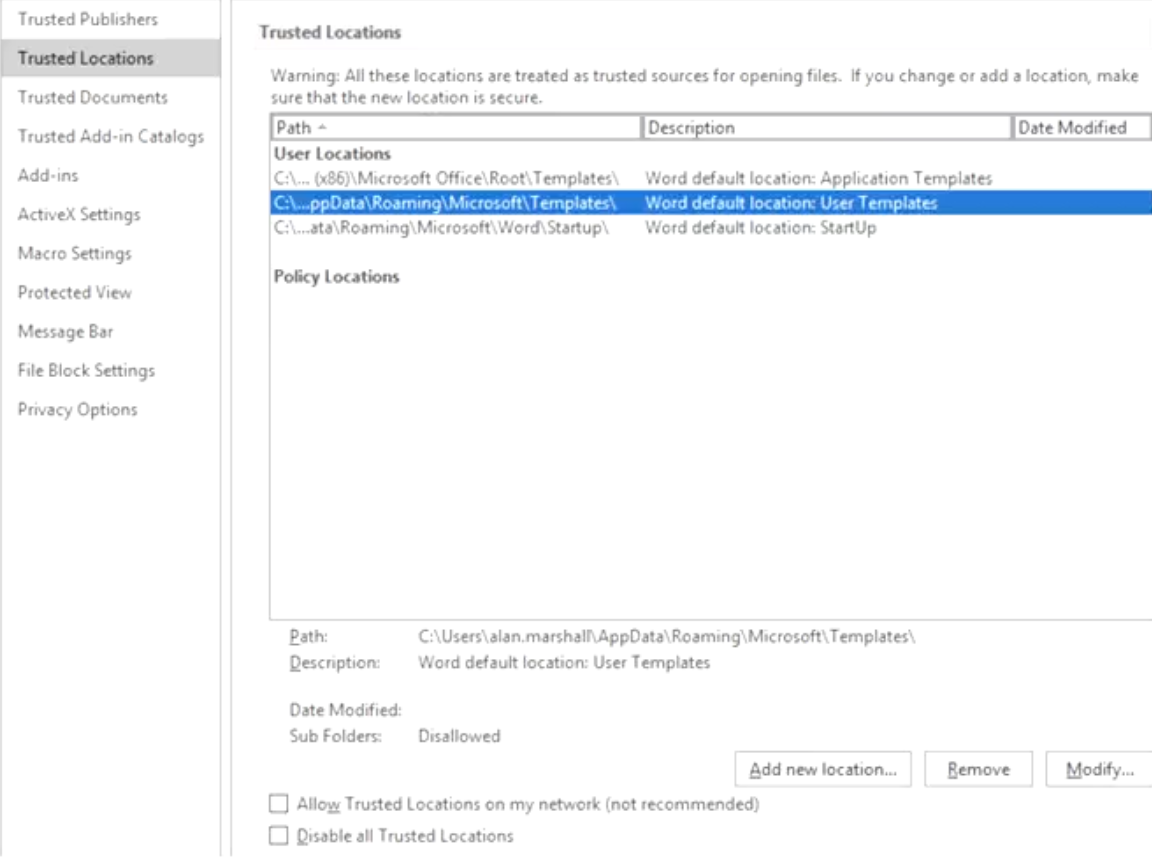 Trusted Publishers
Trusted Locations
Trusted Documents
Trusted Add-in Catalogs
Add-ins
ActiveX Settings
Macro Settings
Protected View
Message Bar
File Block Settings
Privacy Options
Trusted Locations
Warning: All these locations are treated as trusted sources for opening files.  If you change or add a location, make
sure that the new location is secure.
Path Description Date Modified
User Locations
C:\... (x86)\Microsoft Office\Root\Templates\ Word default location: Application Templates
C:\...ppData\Roaming\Microsoft\Templates\ Word default location: User Templates
C:\...ata\Roaming\Microsoft\Word\Startup\ Word default location: StartUp
Policy Locations
Path: C:\Users\alan.marshall\AppData\Roaming\Microsoft\Templates\
Description: Word default location: User Templates
Date Modified:
Sub Folders: Disallowed
Add new location... Remove Modify...
Allow Trusted Locations on my network (not recommended)
Disable all Trusted Locations